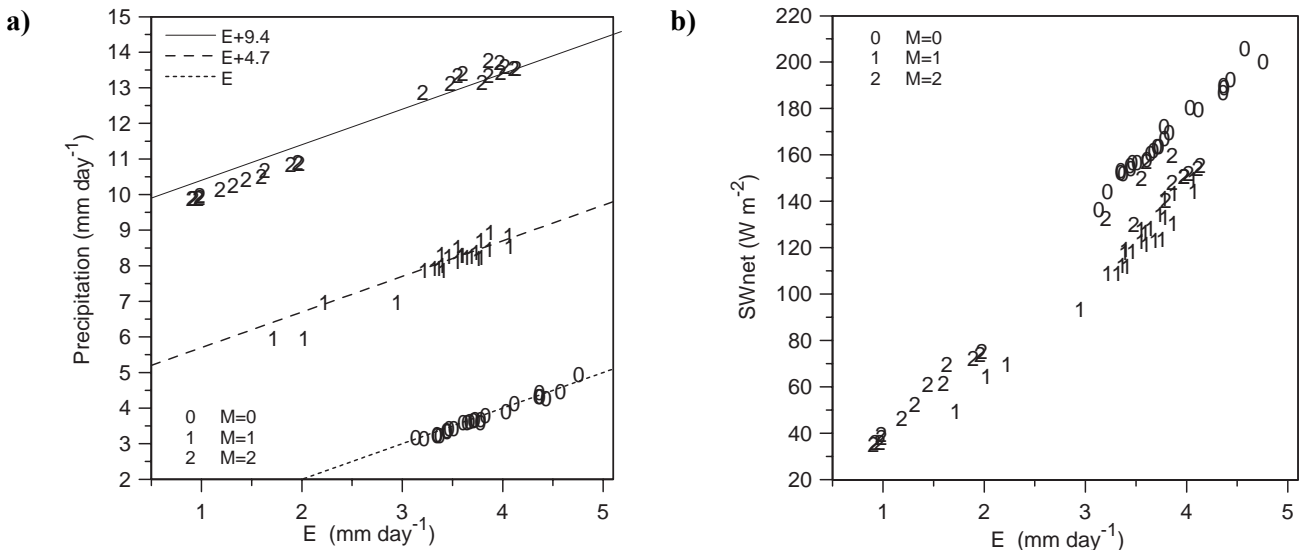 a)
Precipitation (mm day-1)
15
14
13
12
11
10
9
8
7
6
5
4
3
2
E+9.4
E+4.7
E
0 M=0
1 M=1
2 M=2
1 2 3 4 5
E (mm day-1)
b)
SWnet (W m-2)
220
200
180
160
140
120
100
80
60
40
20
0 M=0
1 M=1
2 M=2
1 2 3 4 5
E (mm day-1)